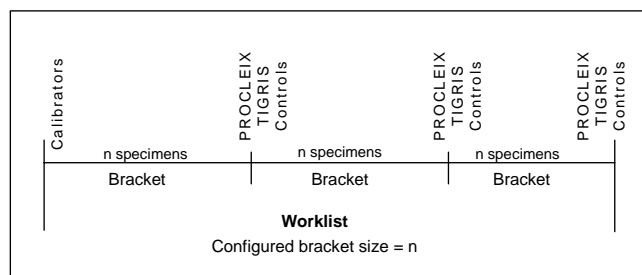 Calibrators
PROCLEIX
TIGRIS
Controls
PROCLEIX
TIGRIS
Controls
PROCLEIX
TIGRIS
Controls
n specimens
n specimens
n specimens
Bracket
Bracket
Bracket
Worklist
Configured bracket size = n